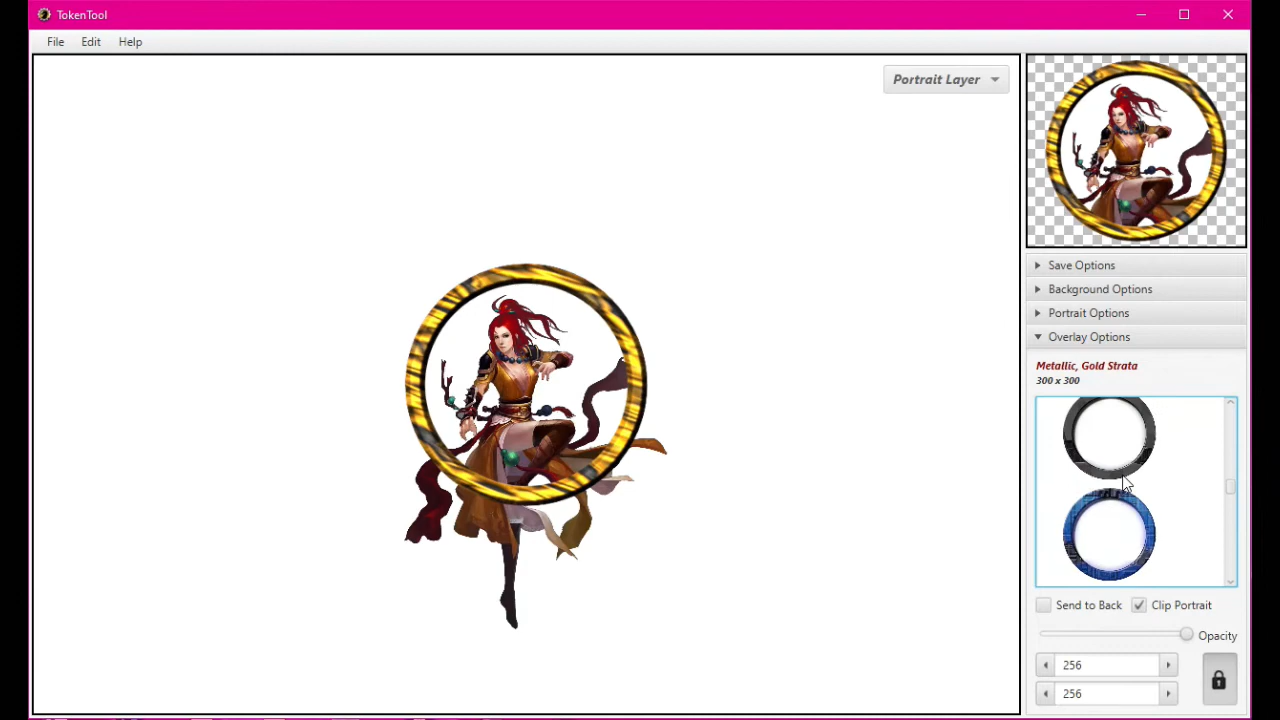 TokenTool
File Edit Help
Portrait Layer
Save Options
Background Options
Portrait Options
Overlay Options
Metallic, Gold Strata
300 x 300
Send to Back Clip Portrait
Opacity
256
256